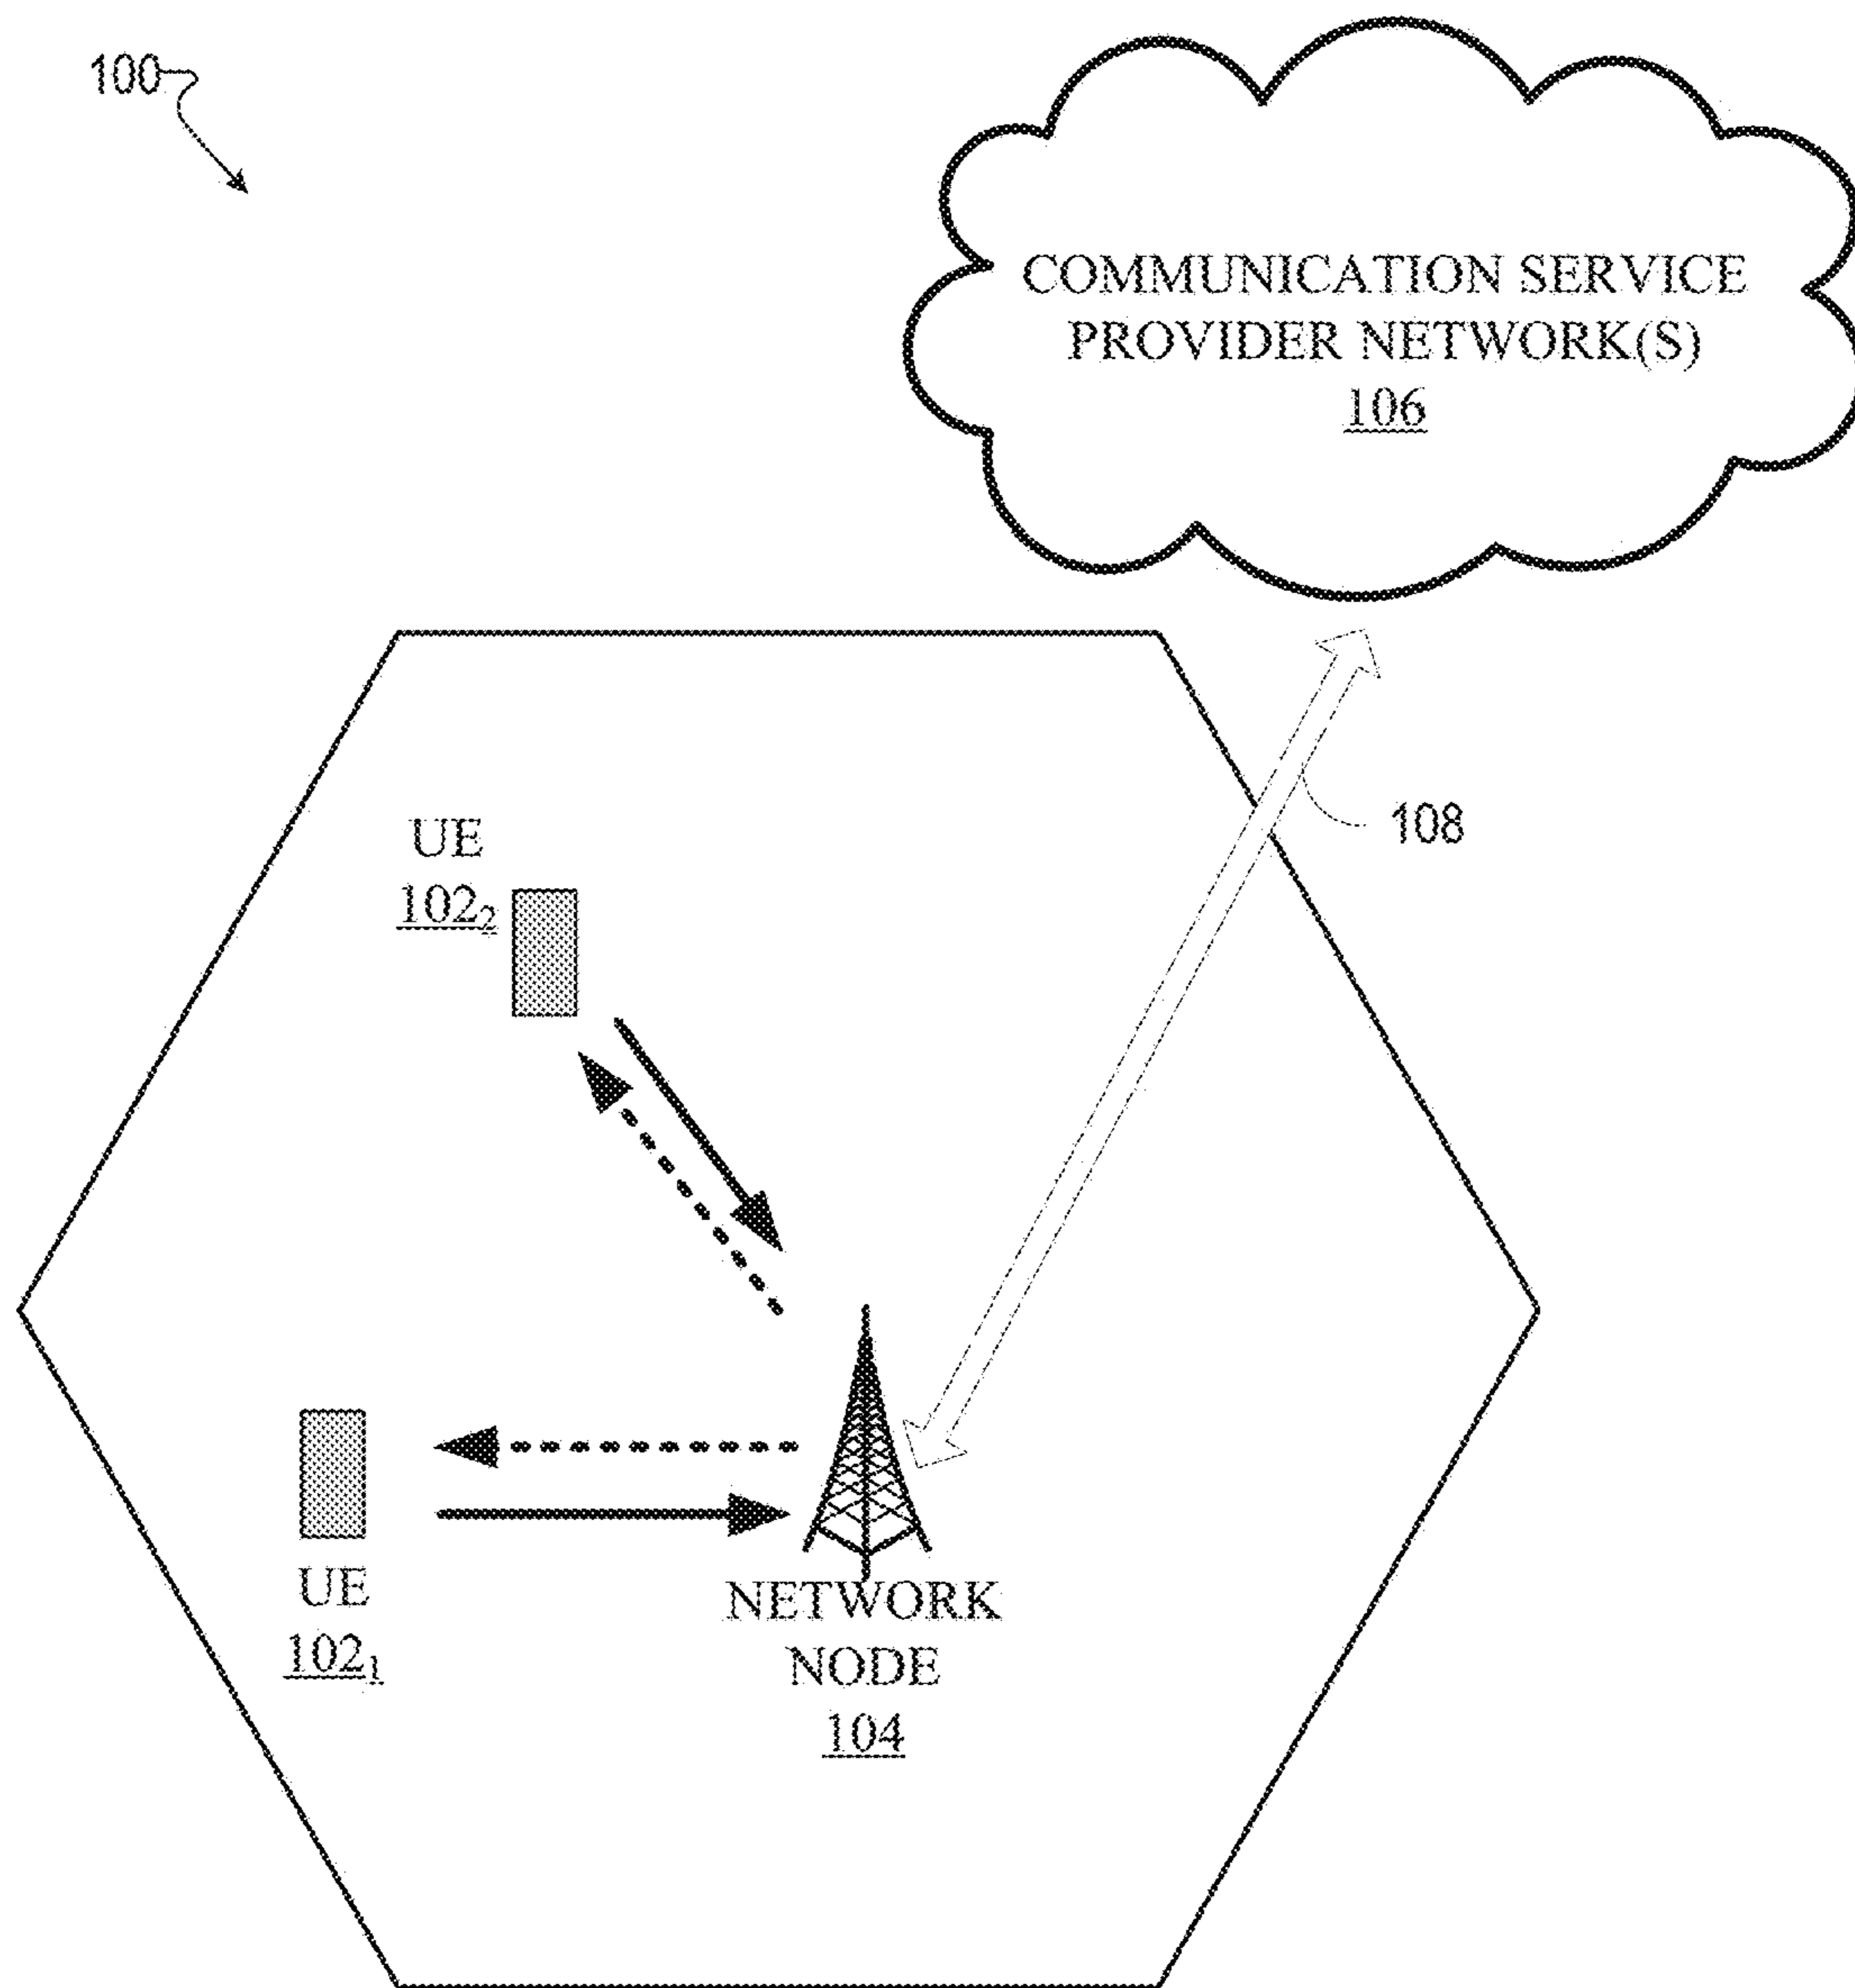 100
COMMUNICATION SERVICE
PROVIDER NETWORK(S)
106
108
UE
102₂
UE
102₁
NETWORK
NODE
104